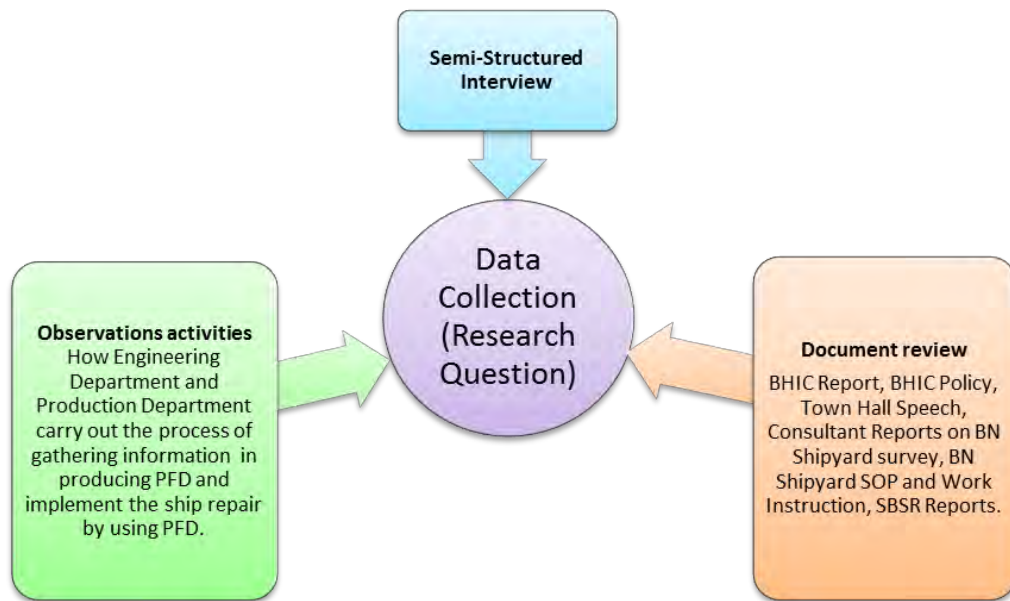 Semi-Structured
Interview
Data
Collection
(Research
Question)
Observations activities
How Engineering
Department and
Production Department
carry out the process of
gathering information in
producing PFD and
implement the ship repair
by using PFD.
Document review
BHIC Report, BHIC Policy,
Town Hall Speech,
Consultant Reports on BN
Shipyard survey, BN
Shipyard SOP and Work
Instruction, SBSR Reports.